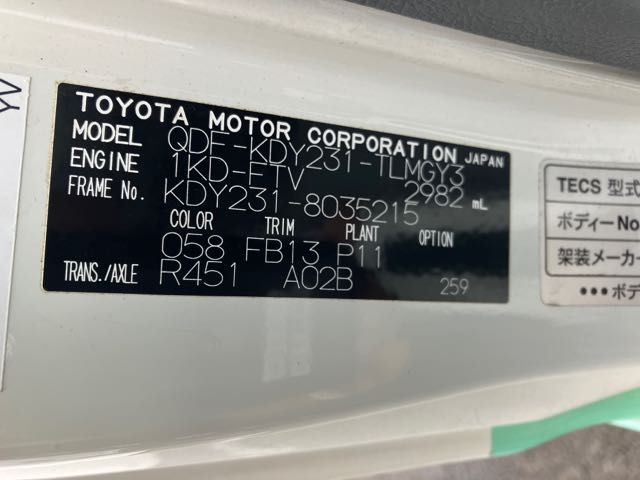 TOYOTA MOTOR CORPORATION JAPAN
MODEL QDF-KDY231-TLMGY3
ENGINE 1KD-FTV 2982 mL
FRAME No. KDY231-8035215
COLOR TRIM PLANT OPTION
058 FB13 P11
TRANS./AXLE R451 A02B 259
TECS 型式
ボディーNo
架装メーカー
•••ボデ